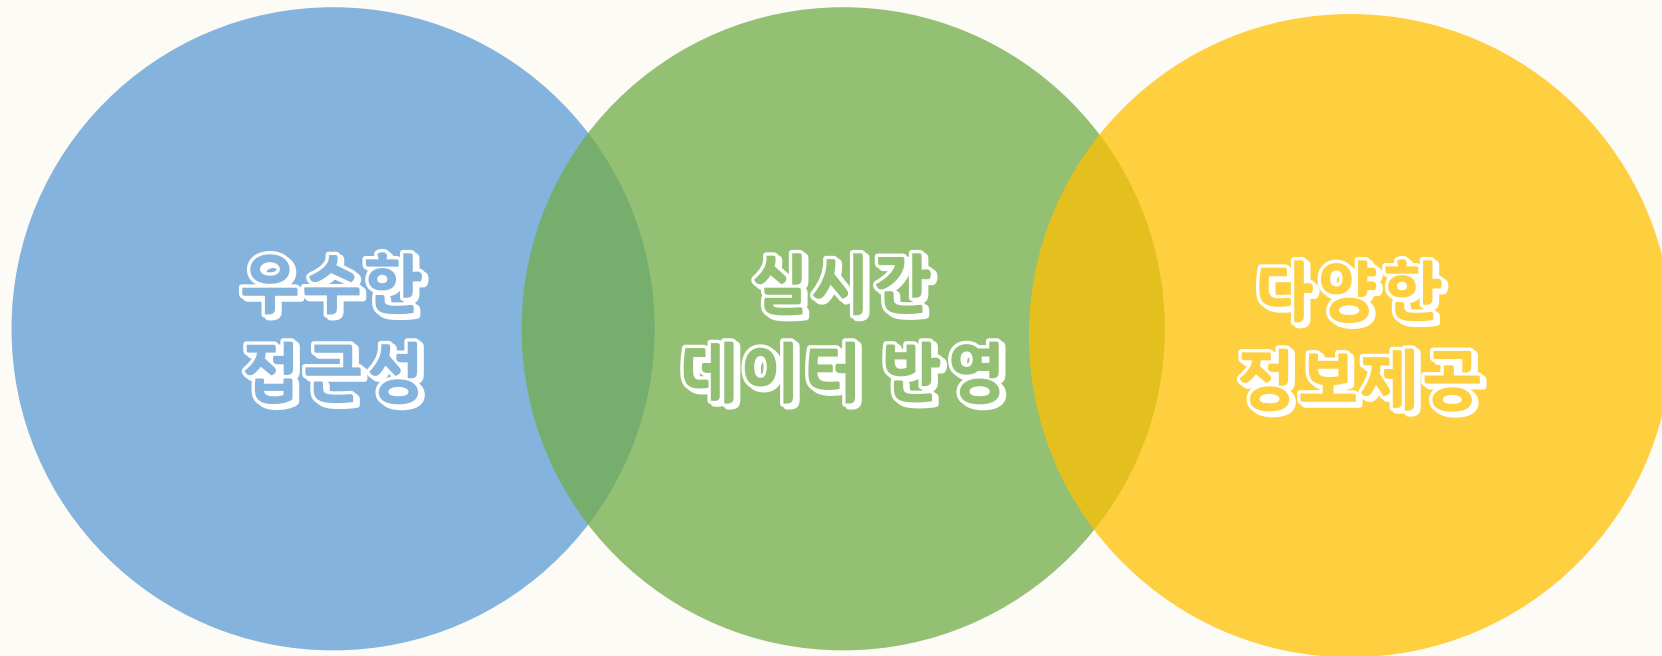 우수한
접근성
실시간
데이터 반영
다양한
정보제공